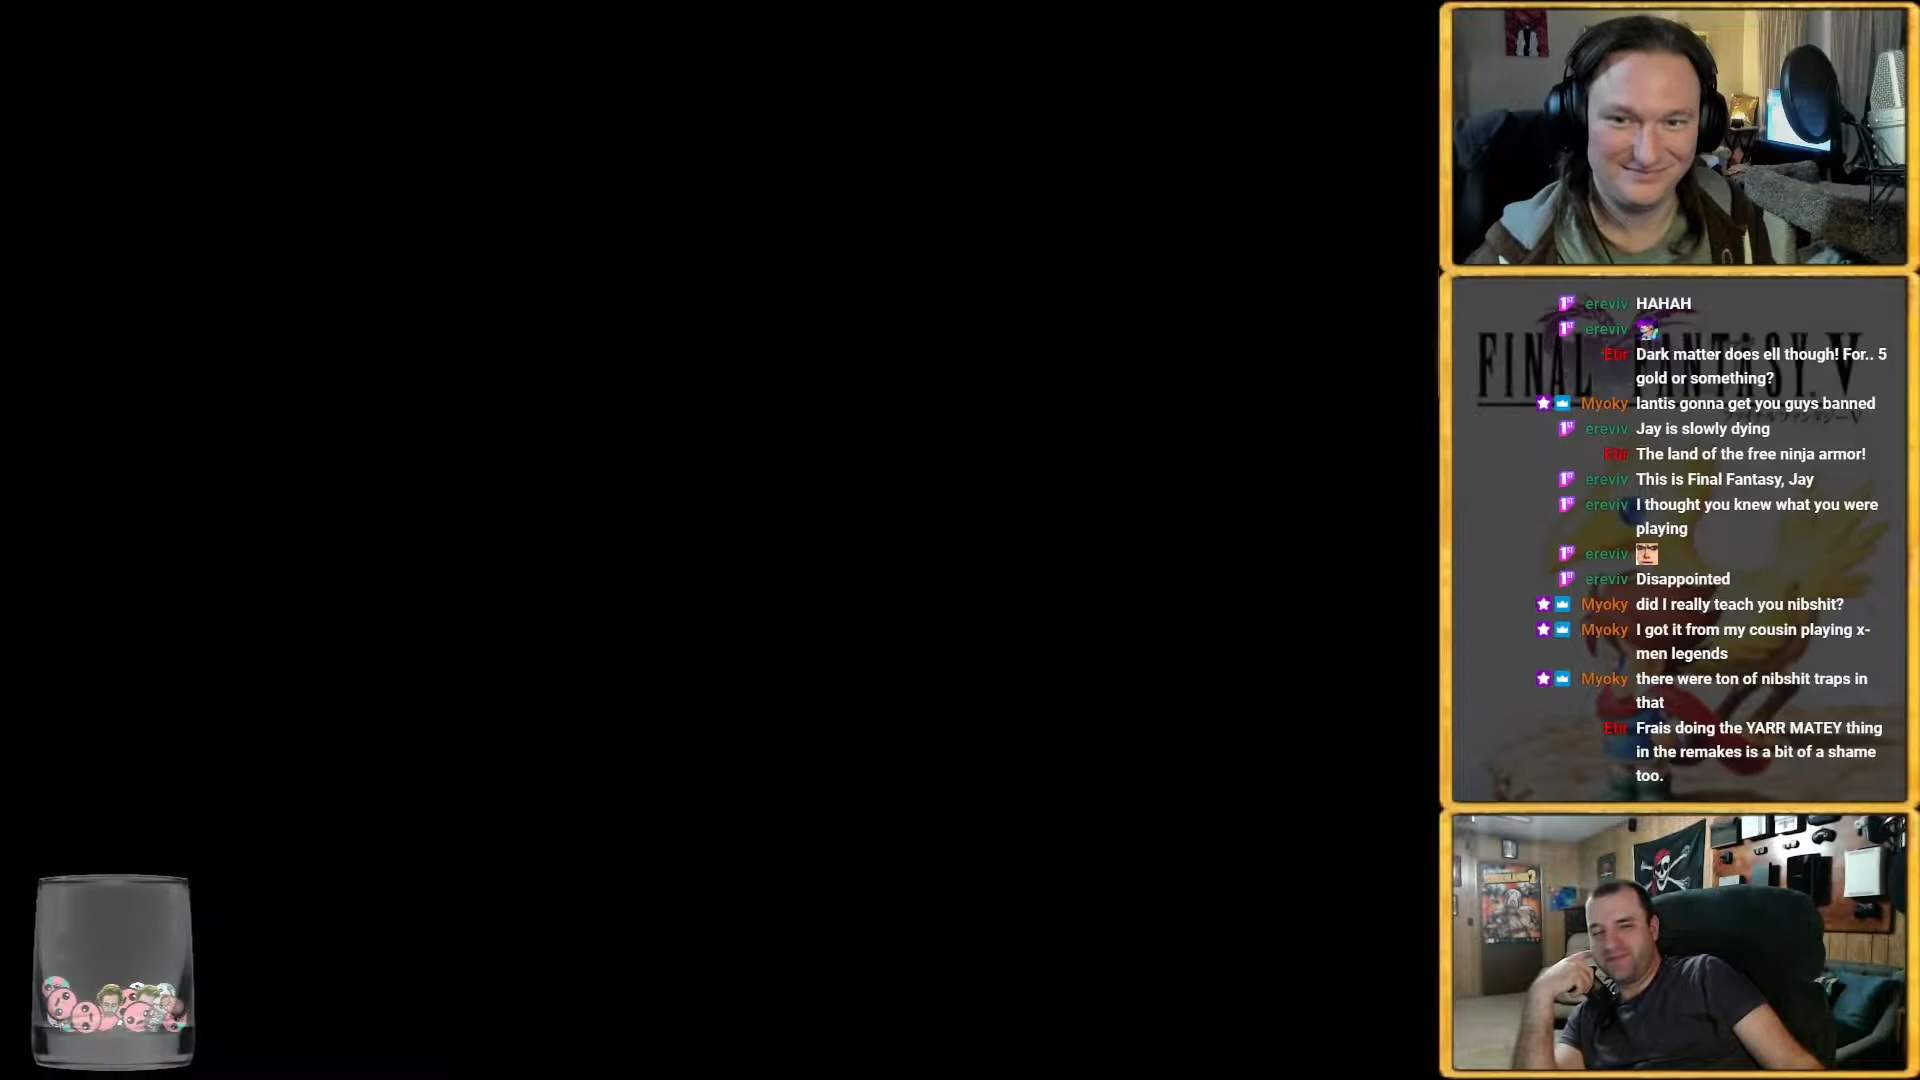 ereviv HAHAH
ereviv
Etir Dark matter does ell though! For.. 5
gold or something?
Myoky lantis gonna get you guys banned
ereviv Jay is slowly dying
Etir The land of the free ninja armor!
ereviv This is Final Fantasy, Jay
ereviv I thought you knew what you were
playing
ereviv
ereviv Disappointed
Myoky did I really teach you nibshit?
Myoky I got it from my cousin playing x-
men legends
Myoky there were ton of nibshit traps in
that
Etir Frais doing the YARR MATEY thing
in the remakes is a bit of a shame
too.
FINAL FANTASY V